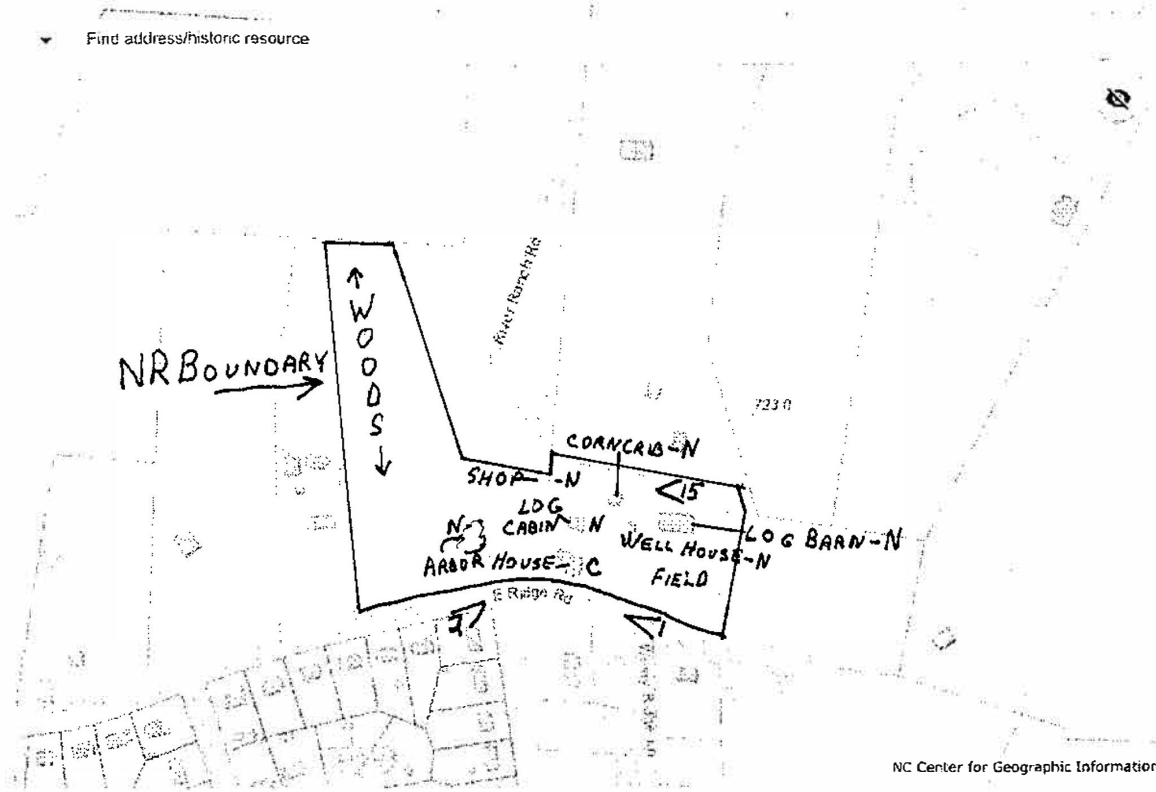 Find address/historic resource
River Ranch Rd
↑
WOODS
↓
NR BOUNDARY
723 ft
CORNCRIB-N
SHOP-N
<15
LOG
CABIN N
N
LOG BARN-N
WELL HOUSE-N
ARBOR HOUSE-C
FIELD
E Ridge Rd
2
1
NC Center for Geographic Information